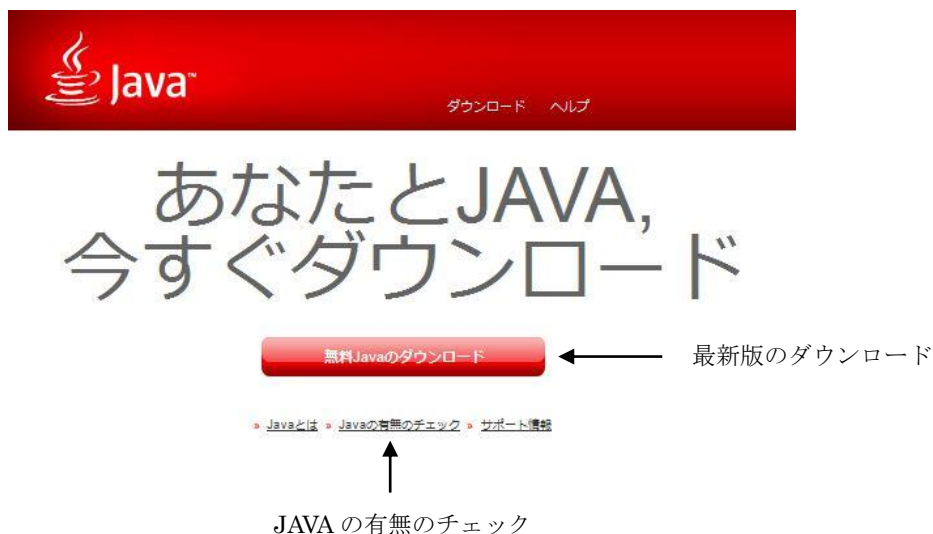 Java™
ダウンロード ヘルプ
あなたとJAVA,
今すぐダウンロード
無料Javaのダウンロード
最新版のダウンロード
» Javaとは » Javaの有無のチェック » サポート情報
JAVA の有無のチェック